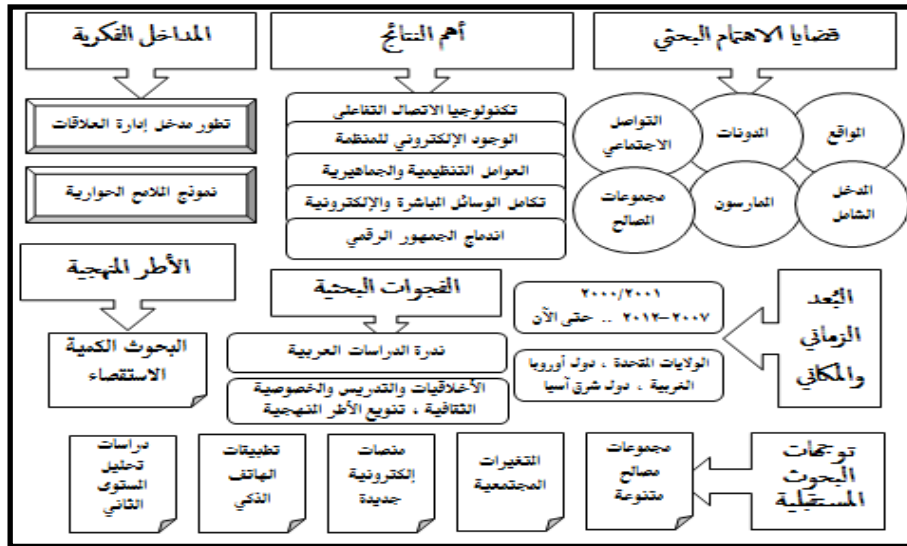 قضايا الاهتمام البحثي
المواقع
المدونات
التواصل
الاجتماعي
المدخل
الشامل
الممارسون
مجموعات
المصالح
أهم النتائج
تكنولوجيا الاتصال التفاعلي
الوجود الإلكتروني للمنظمة
العوامل التنظيمية والجماهيرية
تكامل الوسائل المباشرة والإلكترونية
اندماج الجمهور الرقمي
المداخل الفكرية
تطور مدخل إدارة العلاقات
نموذج الملامح الحوارية
البُعد
الزماني
والمكاني
٢٠٠٠/٢٠٠١
٢٠٠٧-٢٠١٢ .. حتى الآن
الولايات المتحدة ، دول أوروبا
الغربية ، دول شرق آسيا
الفجوات البحثية
ندرة الدراسات العربية
الأخلاقيات والتدريس والخصوصية
الثقافية ، تنويع الأطر المنهجية
الأطر المنهجية
البحوث الكمية
الاستقصاء
توجهات
البحوث
المستقبلية
مجموعات
مصالح
متنوعة
المتغيرات
المجتمعية
منصات
إلكترونية
جديدة
تطبيقات
الهاتف
الذكي
دراسات
تحليل
المستوى
الثاني